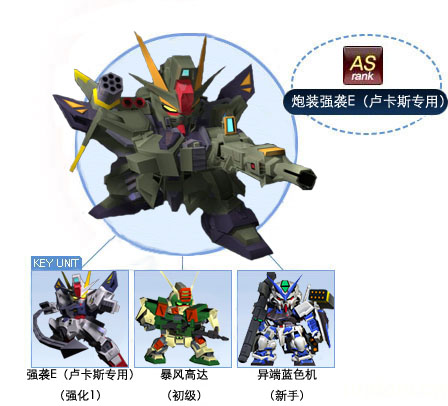 AS
rank
炮装强袭E（卢卡斯专用）
KEY UNIT
强袭E（卢卡斯专用）
（强化1）
暴风高达
（初级）
异端蓝色机
（新手）